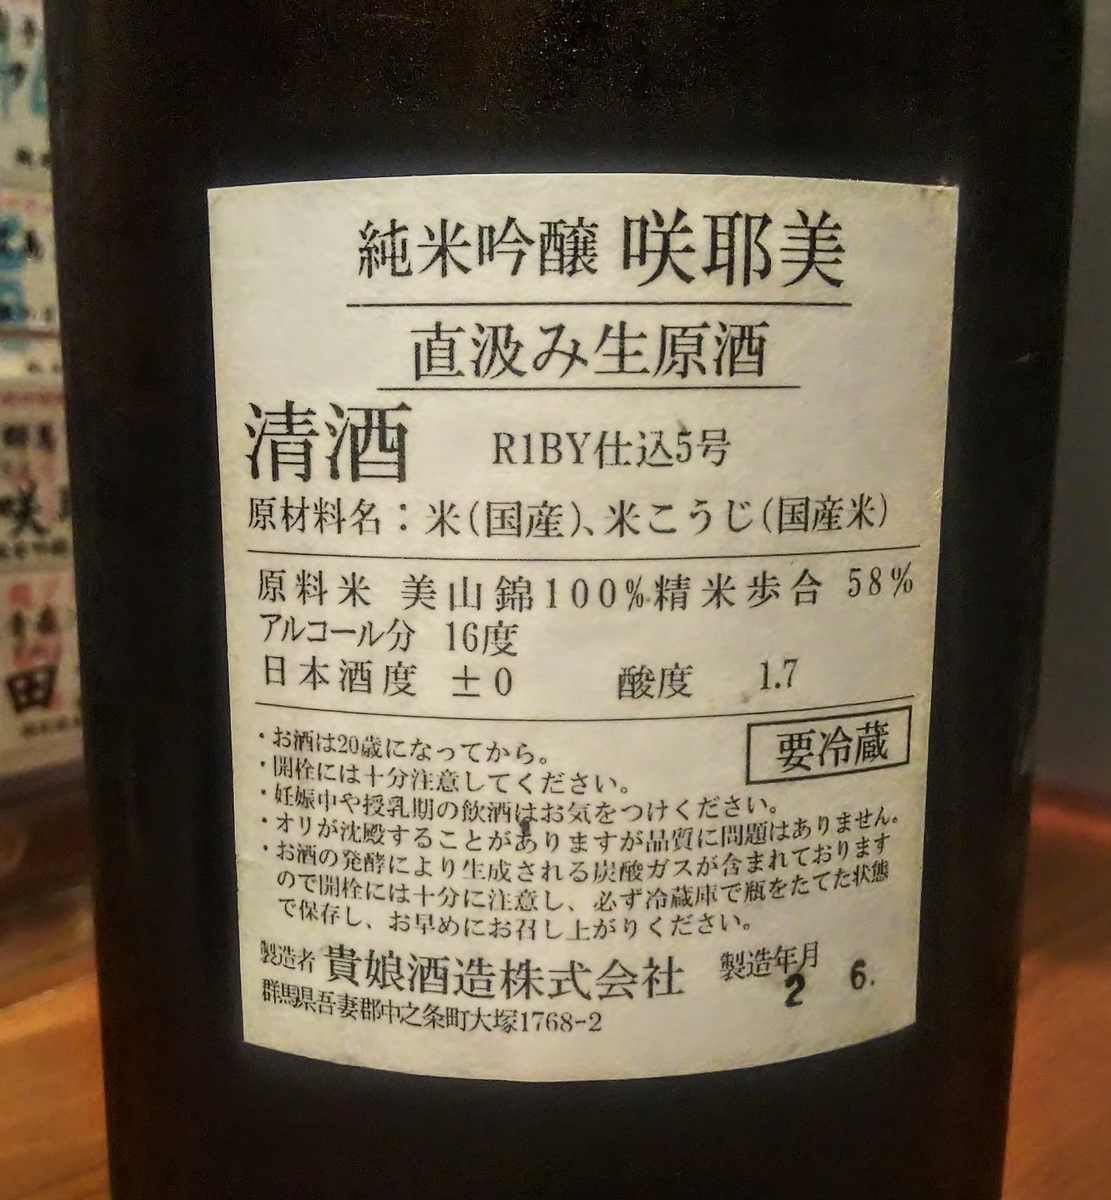 純米吟醸 咲耶美
直汲み生原酒
清酒 R1BY仕込5号
原材料名：米(国産)、米こうじ(国産米)
原料米 美山錦100%精米歩合 58%
アルコール分 16度
日本酒度 ±0 酸度 1.7
要冷蔵
・お酒は20歳になってから。
・開栓には十分注意してください。
・妊娠中や授乳期の飲酒はお気をつけください。
・オリが沈殿することがありますが品質に問題はありません。
・お酒の発酵により生成される炭酸ガスが含まれております
ので開栓には十分に注意し、必ず冷蔵庫で瓶をたてた状態
で保存し、お早めにお召し上がりください。
製造者 貴娘酒造株式会社 製造年月
2 6.
群馬県吾妻郡中之条町大塚1768-2
田